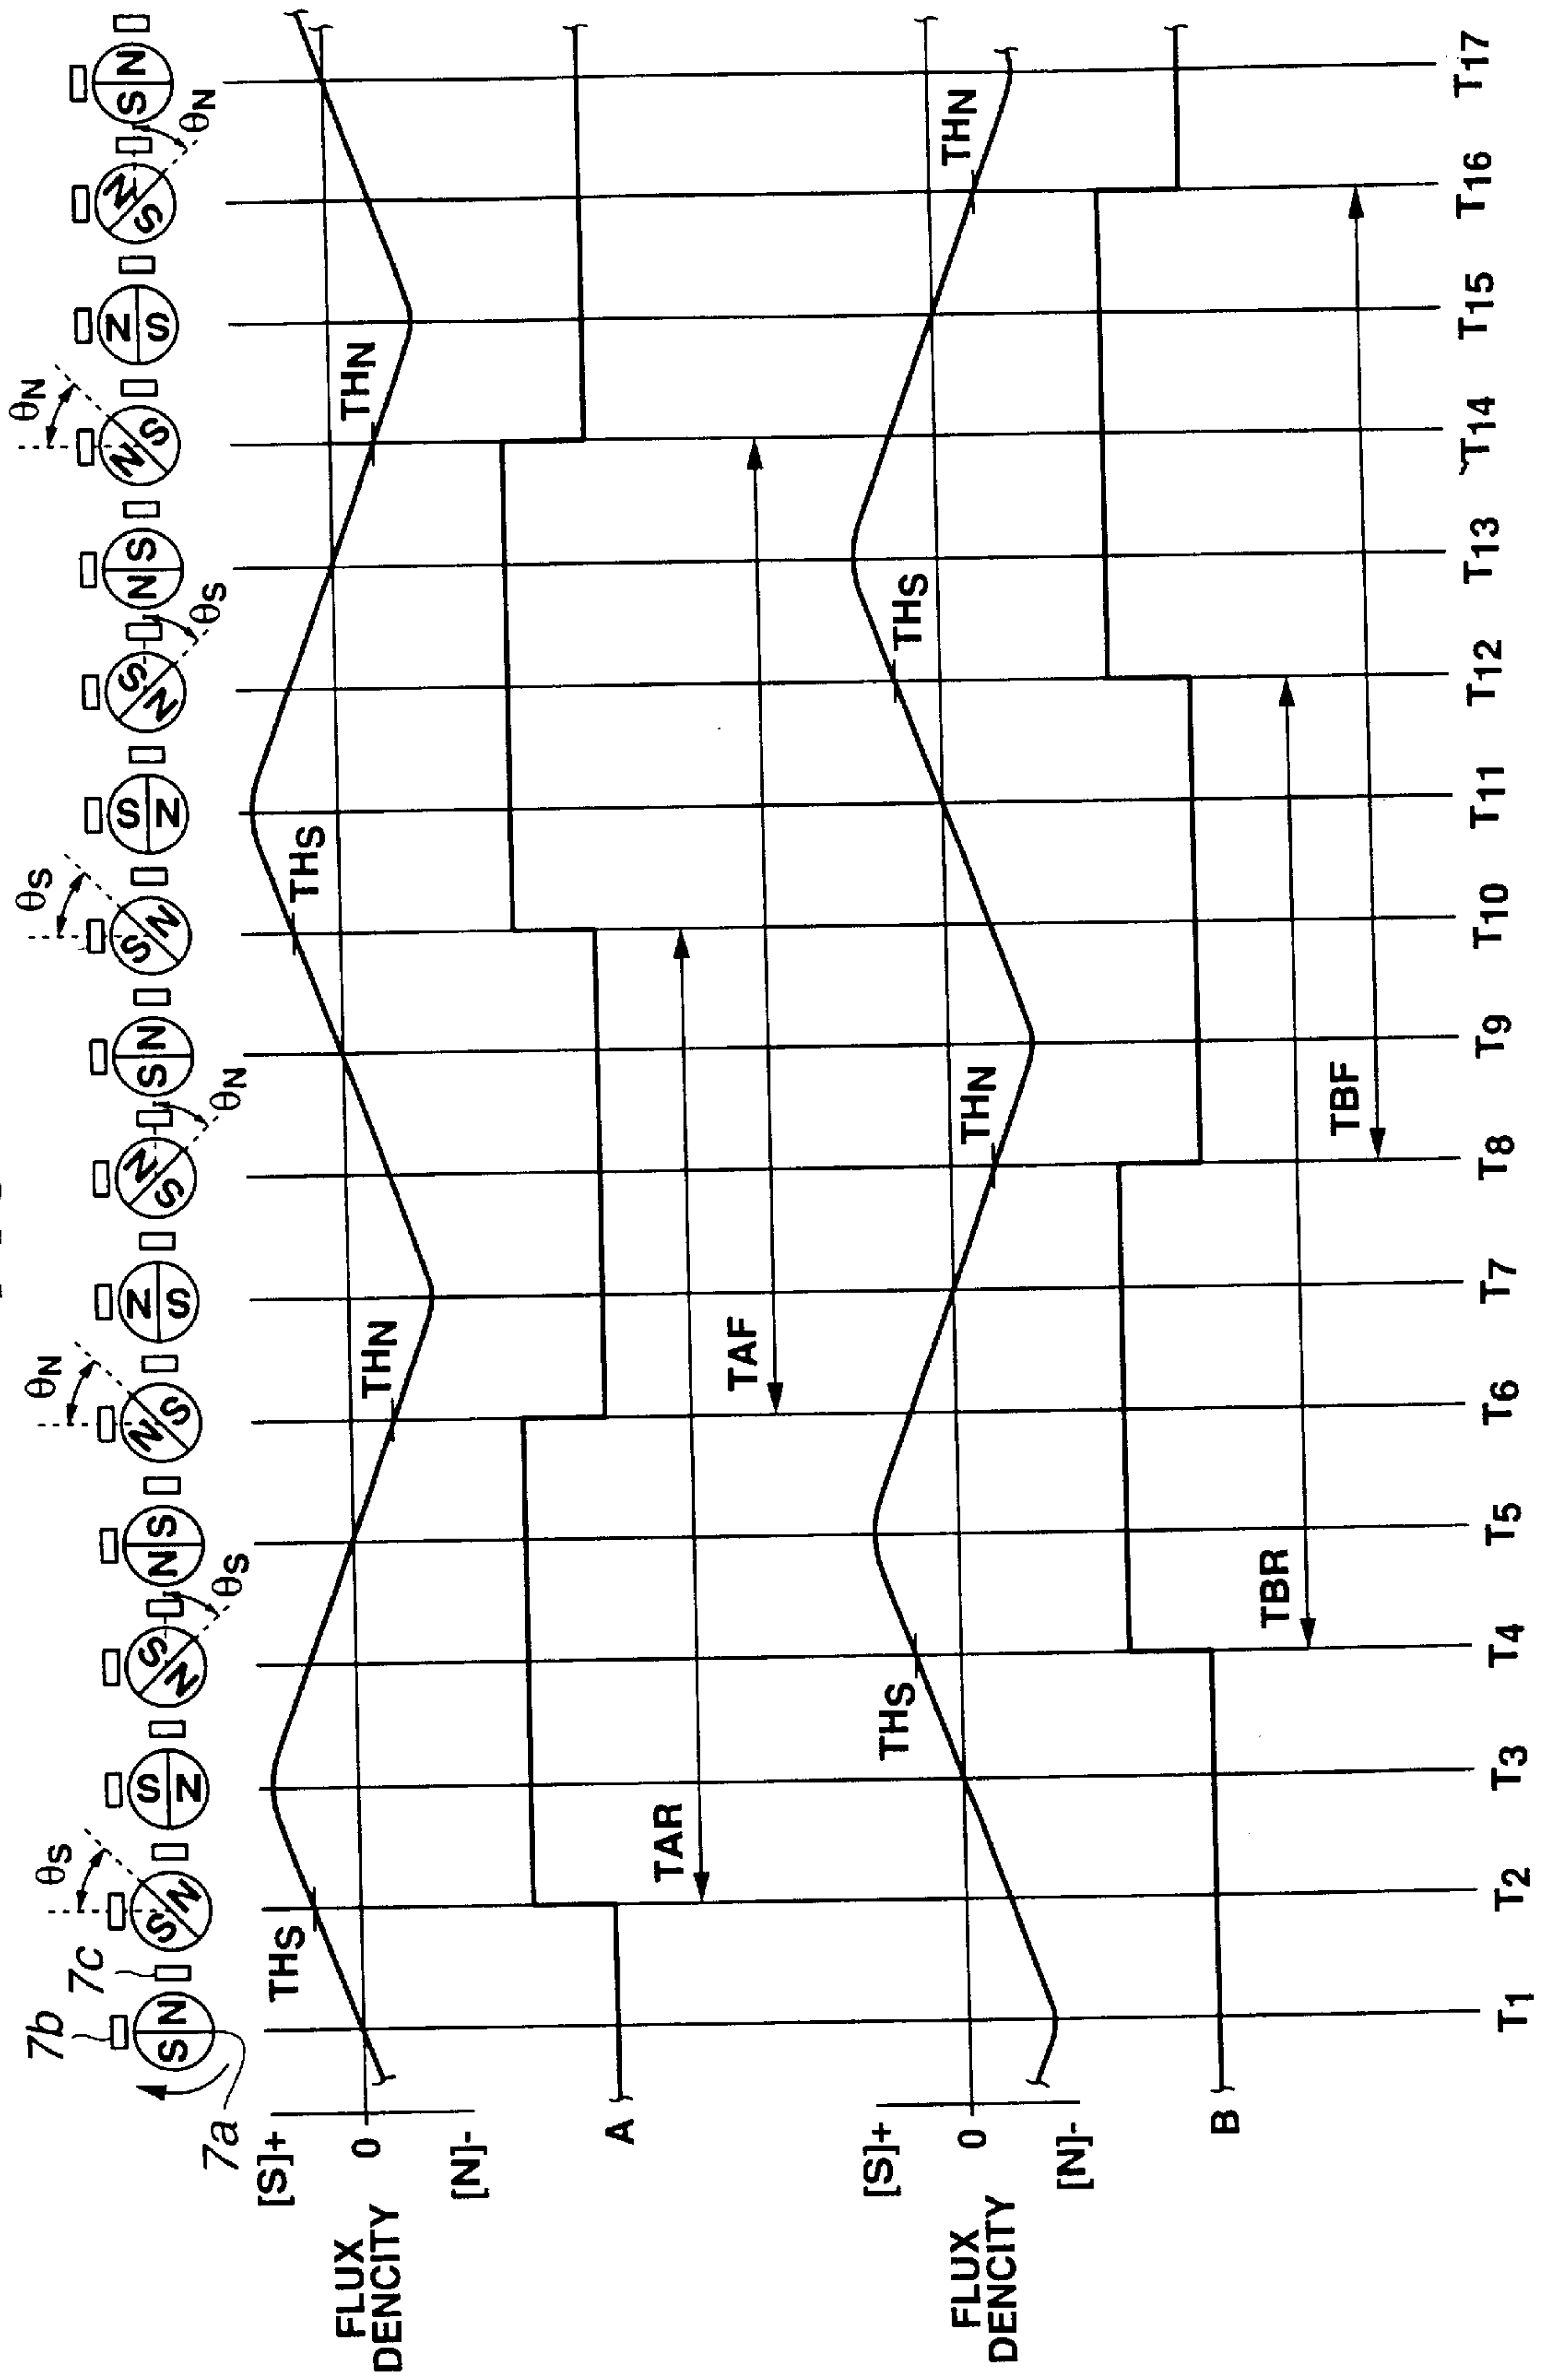 7b 7c θS θN θS θN
S N S N S N S N N S N S N S N S S N S N S N S N N S N S N S N S S N
7a θS θN θS θN
[S]+
0
[N]-
FLUX
DENCITY
THS THN THS THN
A
TAR TAF
[S]+
0
[N]-
FLUX
DENCITY
THS THN THS THN
B
TBR TBF
T1 T2 T3 T4 T5 T6 T7 T8 T9 T10 T11 T12 T13 T14 T15 T16 T17